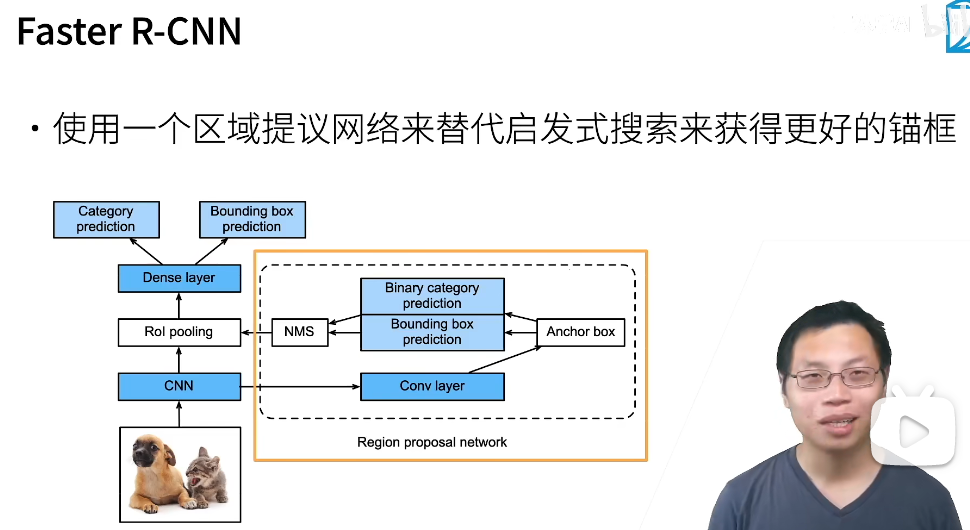 Faster R-CNN
• 使用一个区域提议网络来替代启发式搜索来获得更好的锚框
Category
prediction
Bounding box
prediction
Dense layer
RoI pooling
CNN
NMS
Binary category
prediction
Bounding box
prediction
Anchor box
Conv layer
Region proposal network